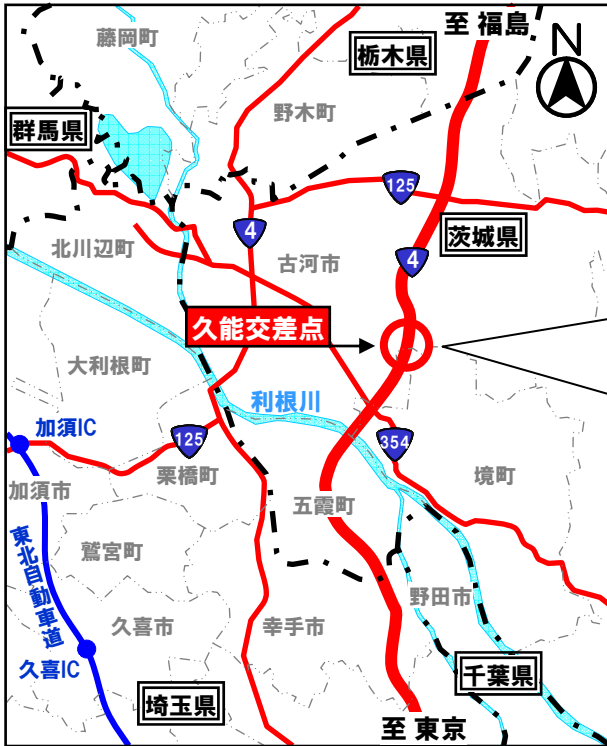 至 福島
藤岡町
栃木県
N
野木町
群馬県
125
茨城県
4
4
北川辺町
古河市
久能交差点
大利根町
利根川
加須IC
125
354
栗橋町
境町
加須市
五霞町
鷲宮町
東北自動車道
野田市
久喜市
幸手市
久喜IC
千葉県
埼玉県
至 東京